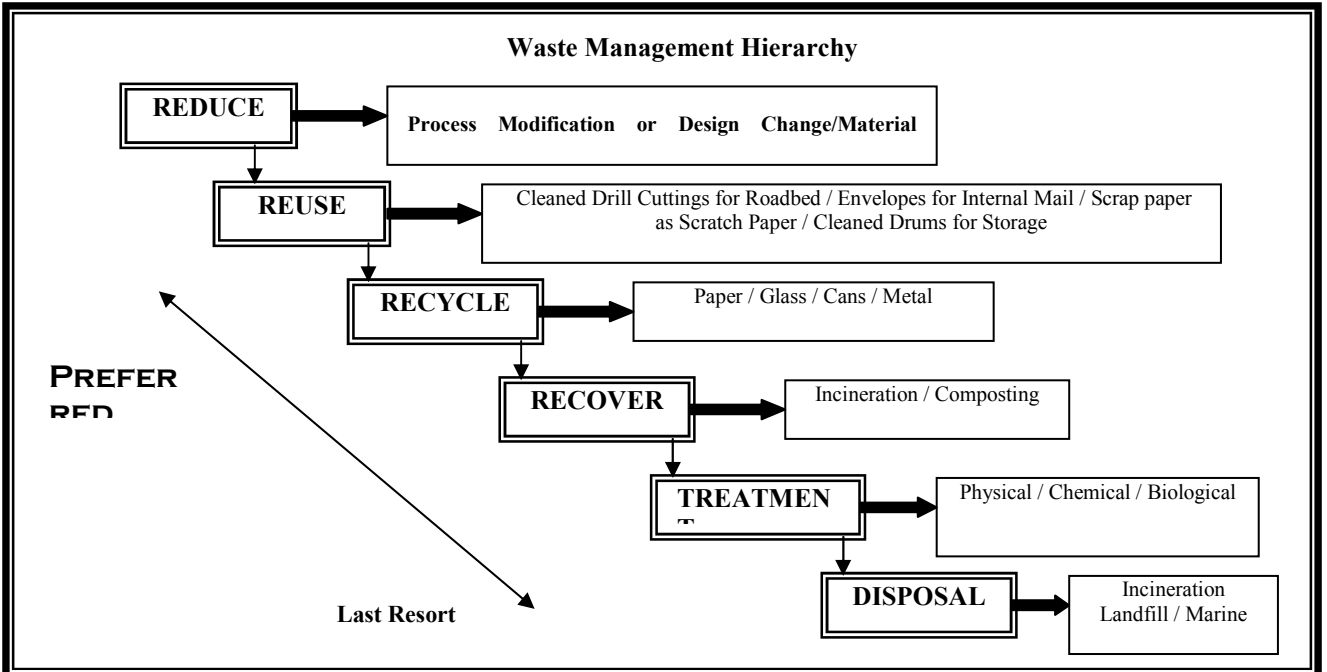 Waste Management Hierarchy
REDUCE
Process Modification or Design Change/Material
REUSE
Cleaned Drill Cuttings for Roadbed / Envelopes for Internal Mail / Scrap paper
as Scratch Paper / Cleaned Drums for Storage
RECYCLE
Paper / Glass / Cans / Metal
PREFER
RED
RECOVER
Incineration / Composting
TREATMEN
T
Physical / Chemical / Biological
DISPOSAL
Incineration
Landfill / Marine
Last Resort